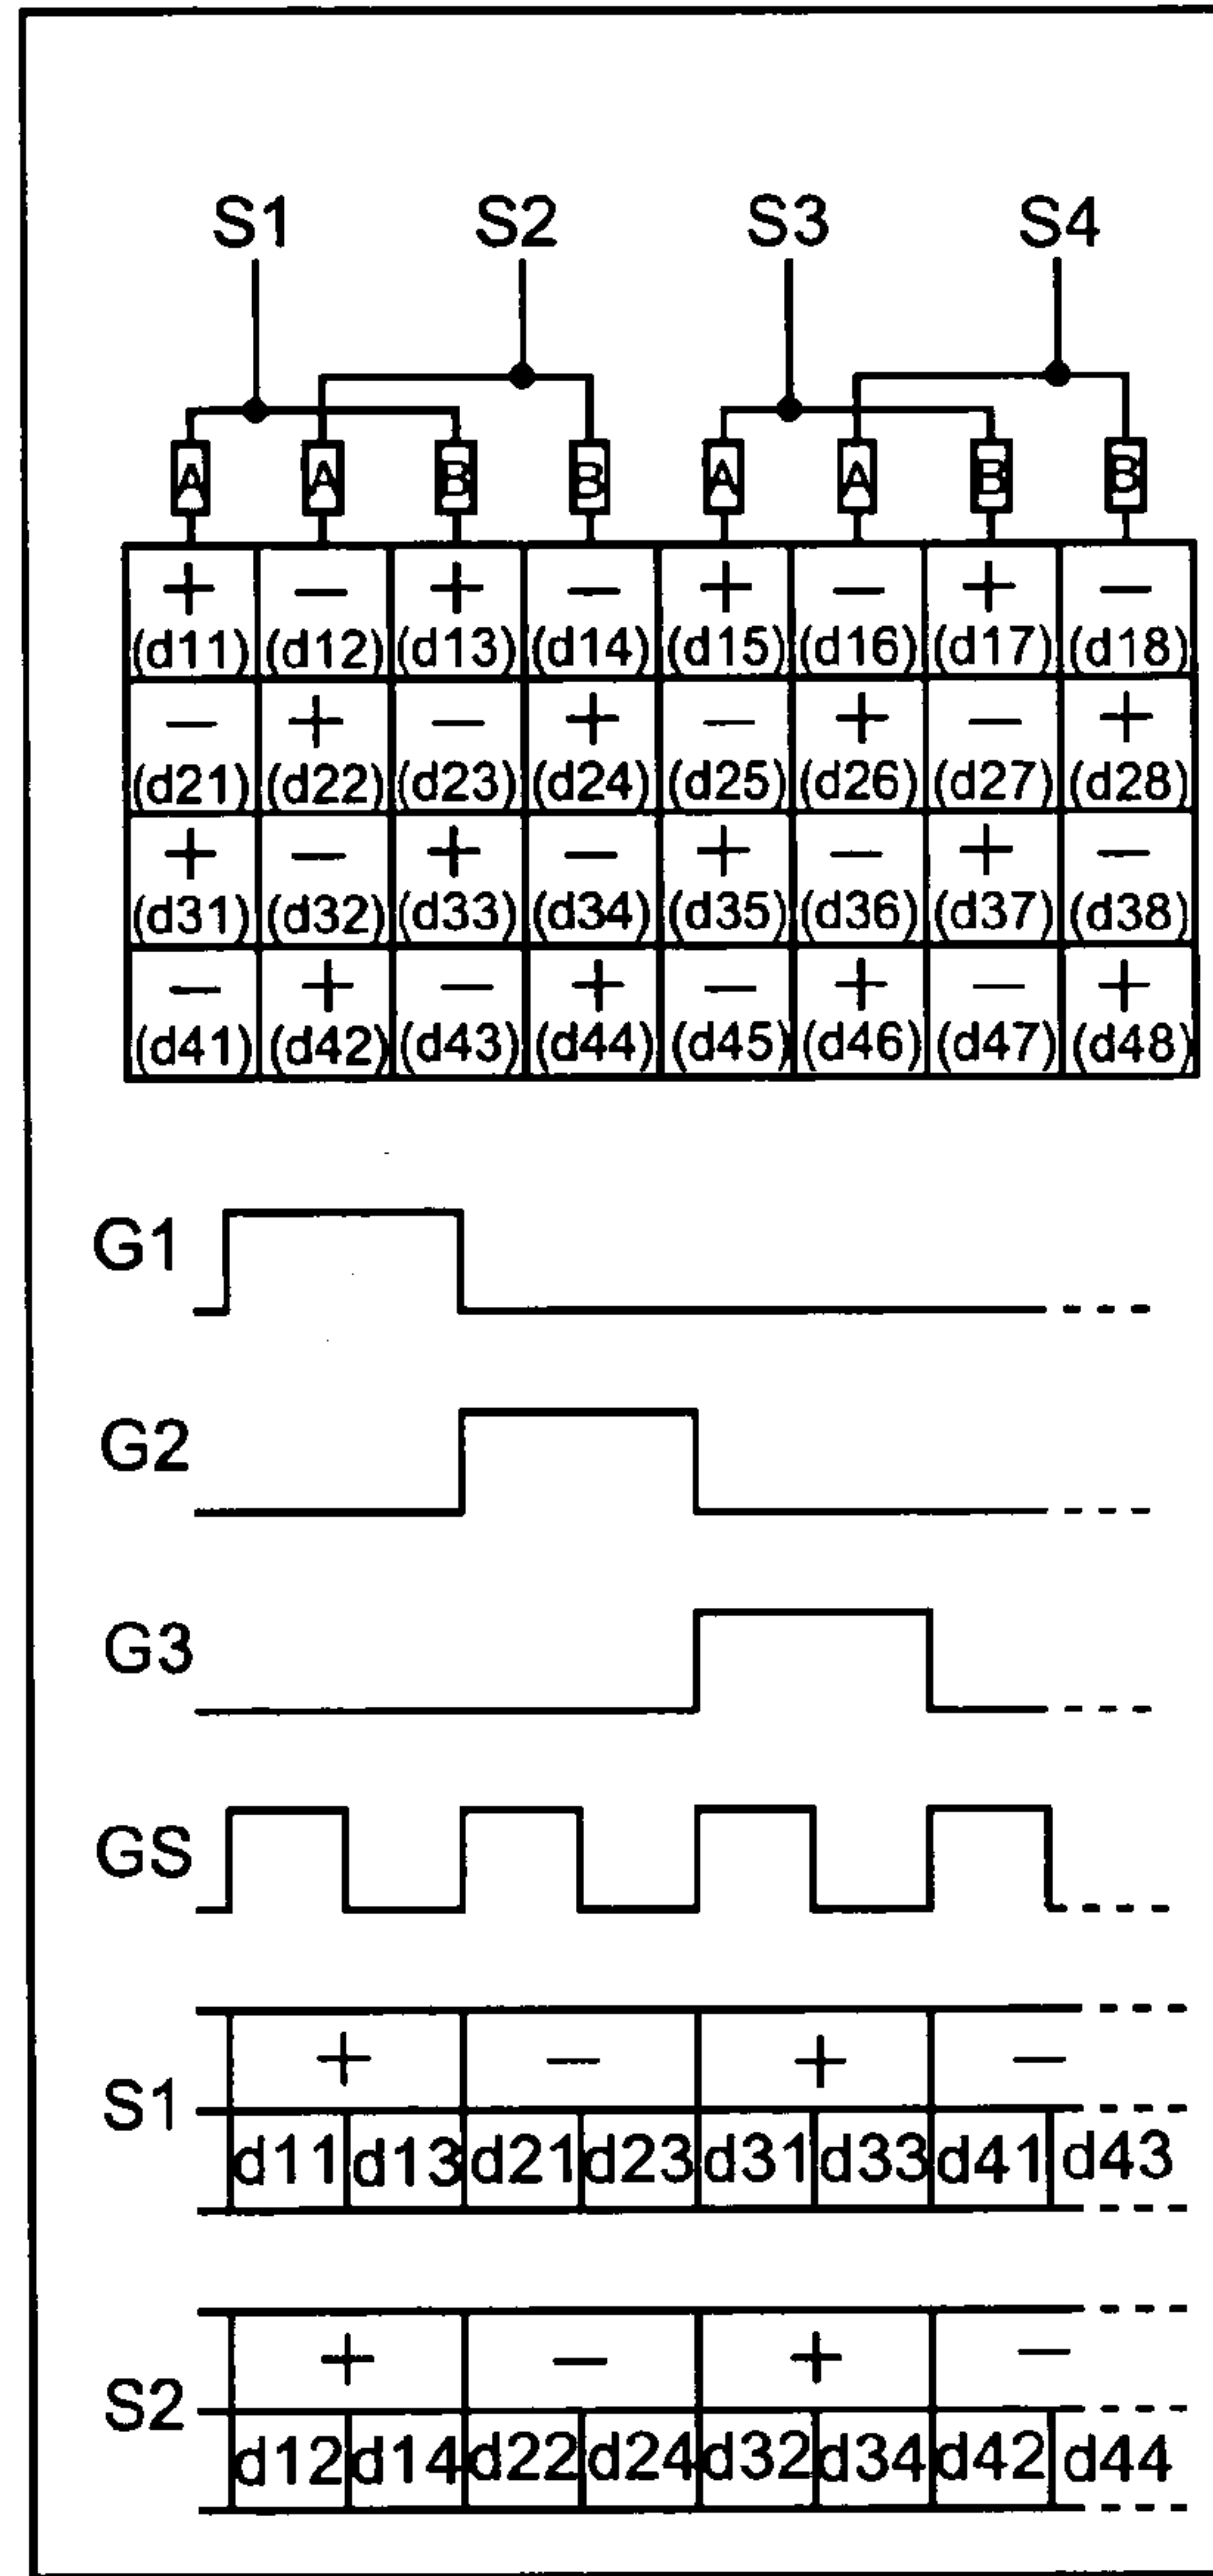 S1 S2 S3 S4
A A B B A A B B
+ − + − + − + −
(d11) (d12) (d13) (d14) (d15) (d16) (d17) (d18)
− + − + − + − +
(d21) (d22) (d23) (d24) (d25) (d26) (d27) (d28)
+ − + − + − + −
(d31) (d32) (d33) (d34) (d35) (d36) (d37) (d38)
− + − + − + − +
(d41) (d42) (d43) (d44) (d45) (d46) (d47) (d48)
G1
G2
G3
GS
+ − + −
S1
d11 d13 d21 d23 d31 d33 d41 d43
+ − + −
S2
d12 d14 d22 d24 d32 d34 d42 d44